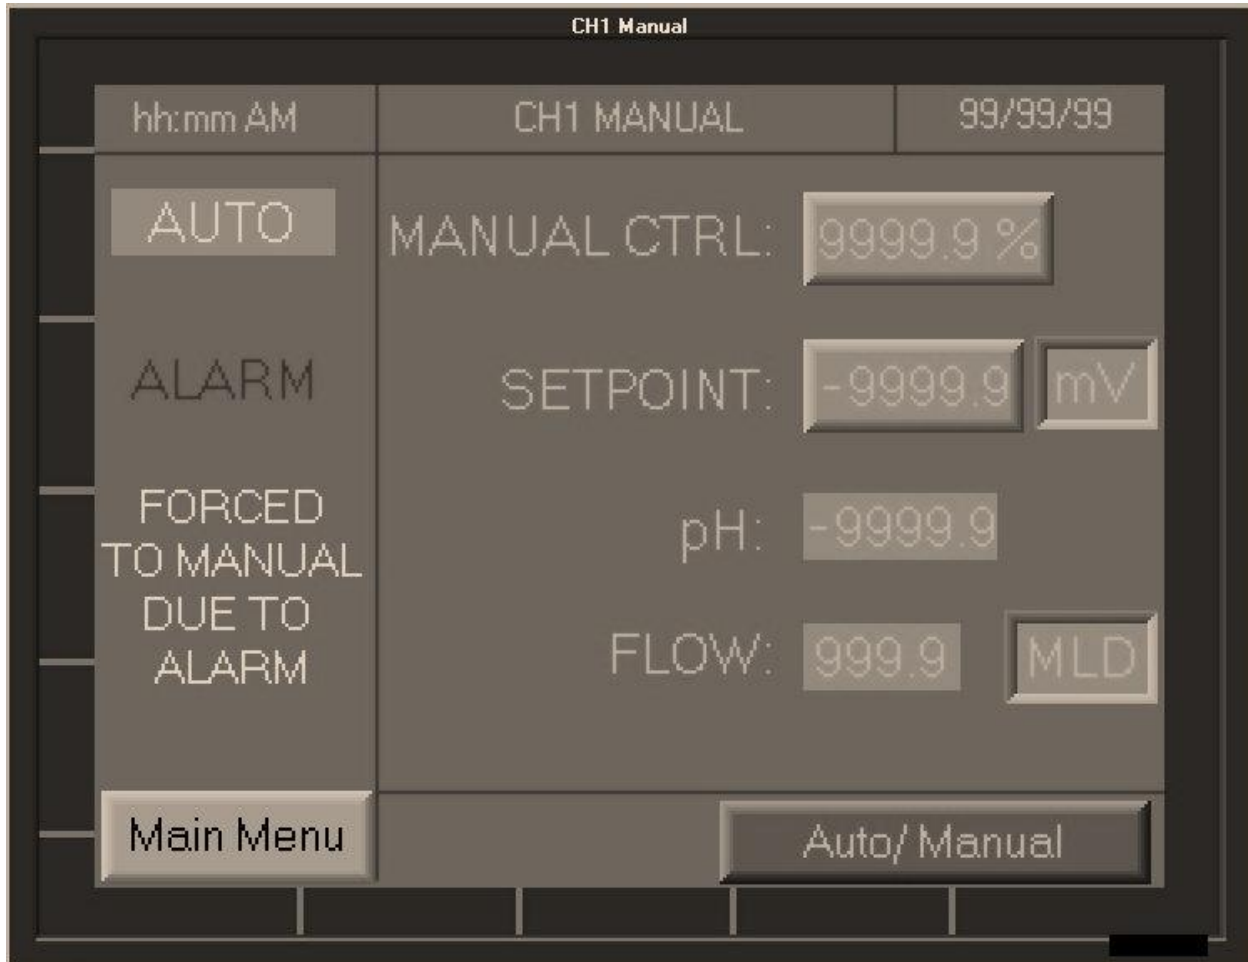 CH1 Manual
hh:mm AM
CH1 MANUAL
99/99/99
AUTO
MANUAL CTRL: 9999.9 %
ALARM
SETPOINT: -9999.9 mV
FORCED
TO MANUAL
DUE TO
ALARM
pH: -9999.9
FLOW: 999.9 MLD
Main Menu
Auto/ Manual